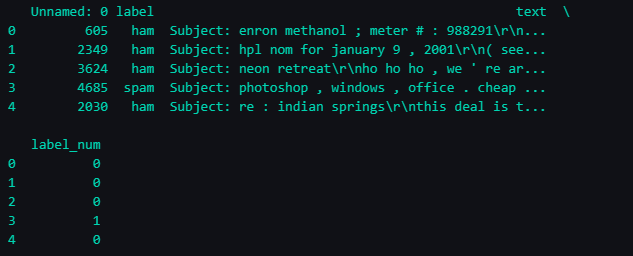 Unnamed: 0 label text \
0 605 ham Subject: enron methanol ; meter # : 988291\r\n...
1 2349 ham Subject: hpl nom for january 9 , 2001\r\n( see...
2 3624 ham Subject: neon retreat\r\nho ho ho , we ' re ar...
3 4685 spam Subject: photoshop , windows , office . cheap ...
4 2030 ham Subject: re : indian springs\r\nthis deal is t...
label_num
0 0
1 0
2 0
3 1
4 0